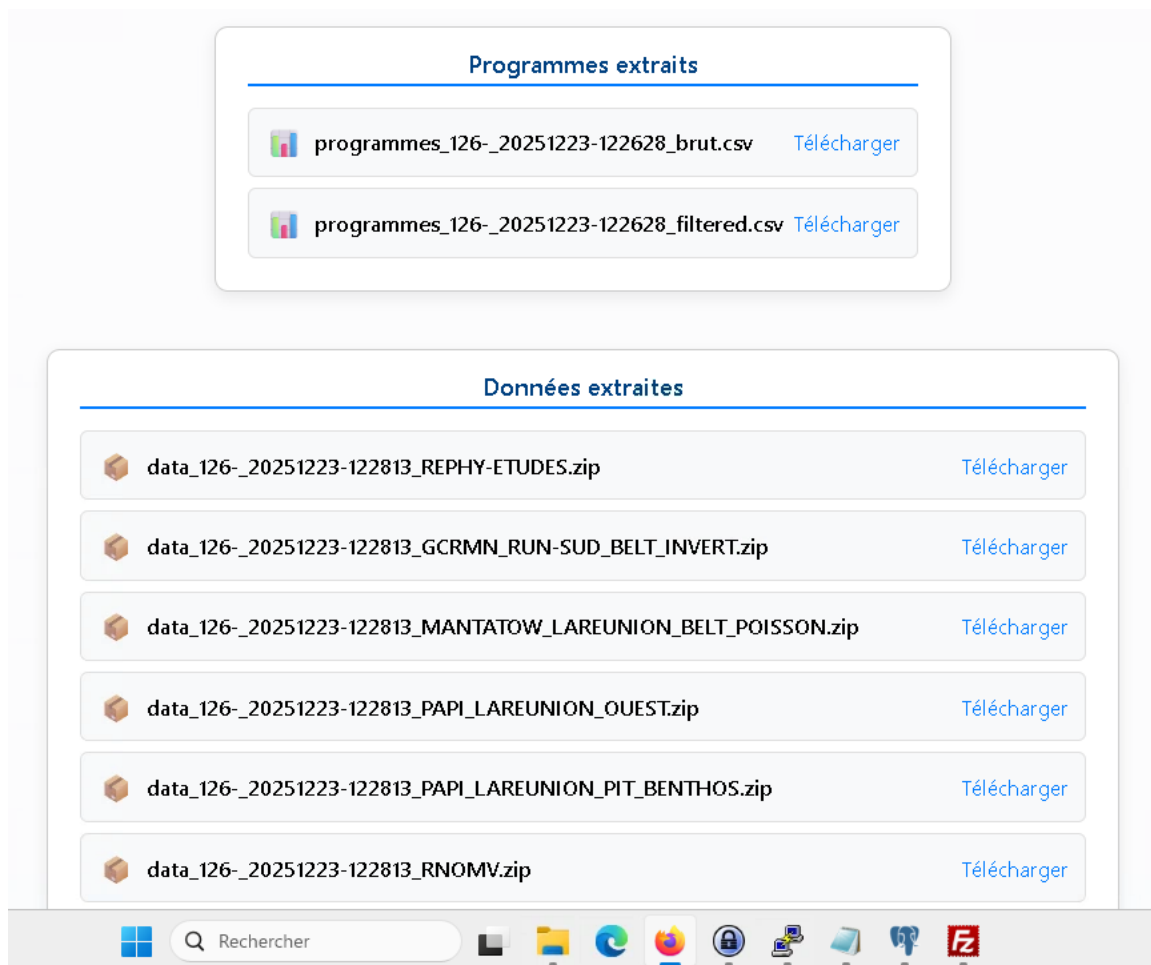 Programmes extraits
programmes_126-_20251223-122628_brut.csv Télécharger
programmes_126-_20251223-122628_filtered.csv Télécharger
Données extraites
data_126-_20251223-122813_REPHY-ETUDES.zip Télécharger
data_126-_20251223-122813_GCRMN_RUN-SUD_BELT_INVERT.zip Télécharger
data_126-_20251223-122813_MANTATOW_LAREUNION_BELT_POISSON.zip Télécharger
data_126-_20251223-122813_PAPI_LAREUNION_OUEST.zip Télécharger
data_126-_20251223-122813_PAPI_LAREUNION_PIT_BENTHOS.zip Télécharger
data_126-_20251223-122813_RNOMV.zip Télécharger
Rechercher